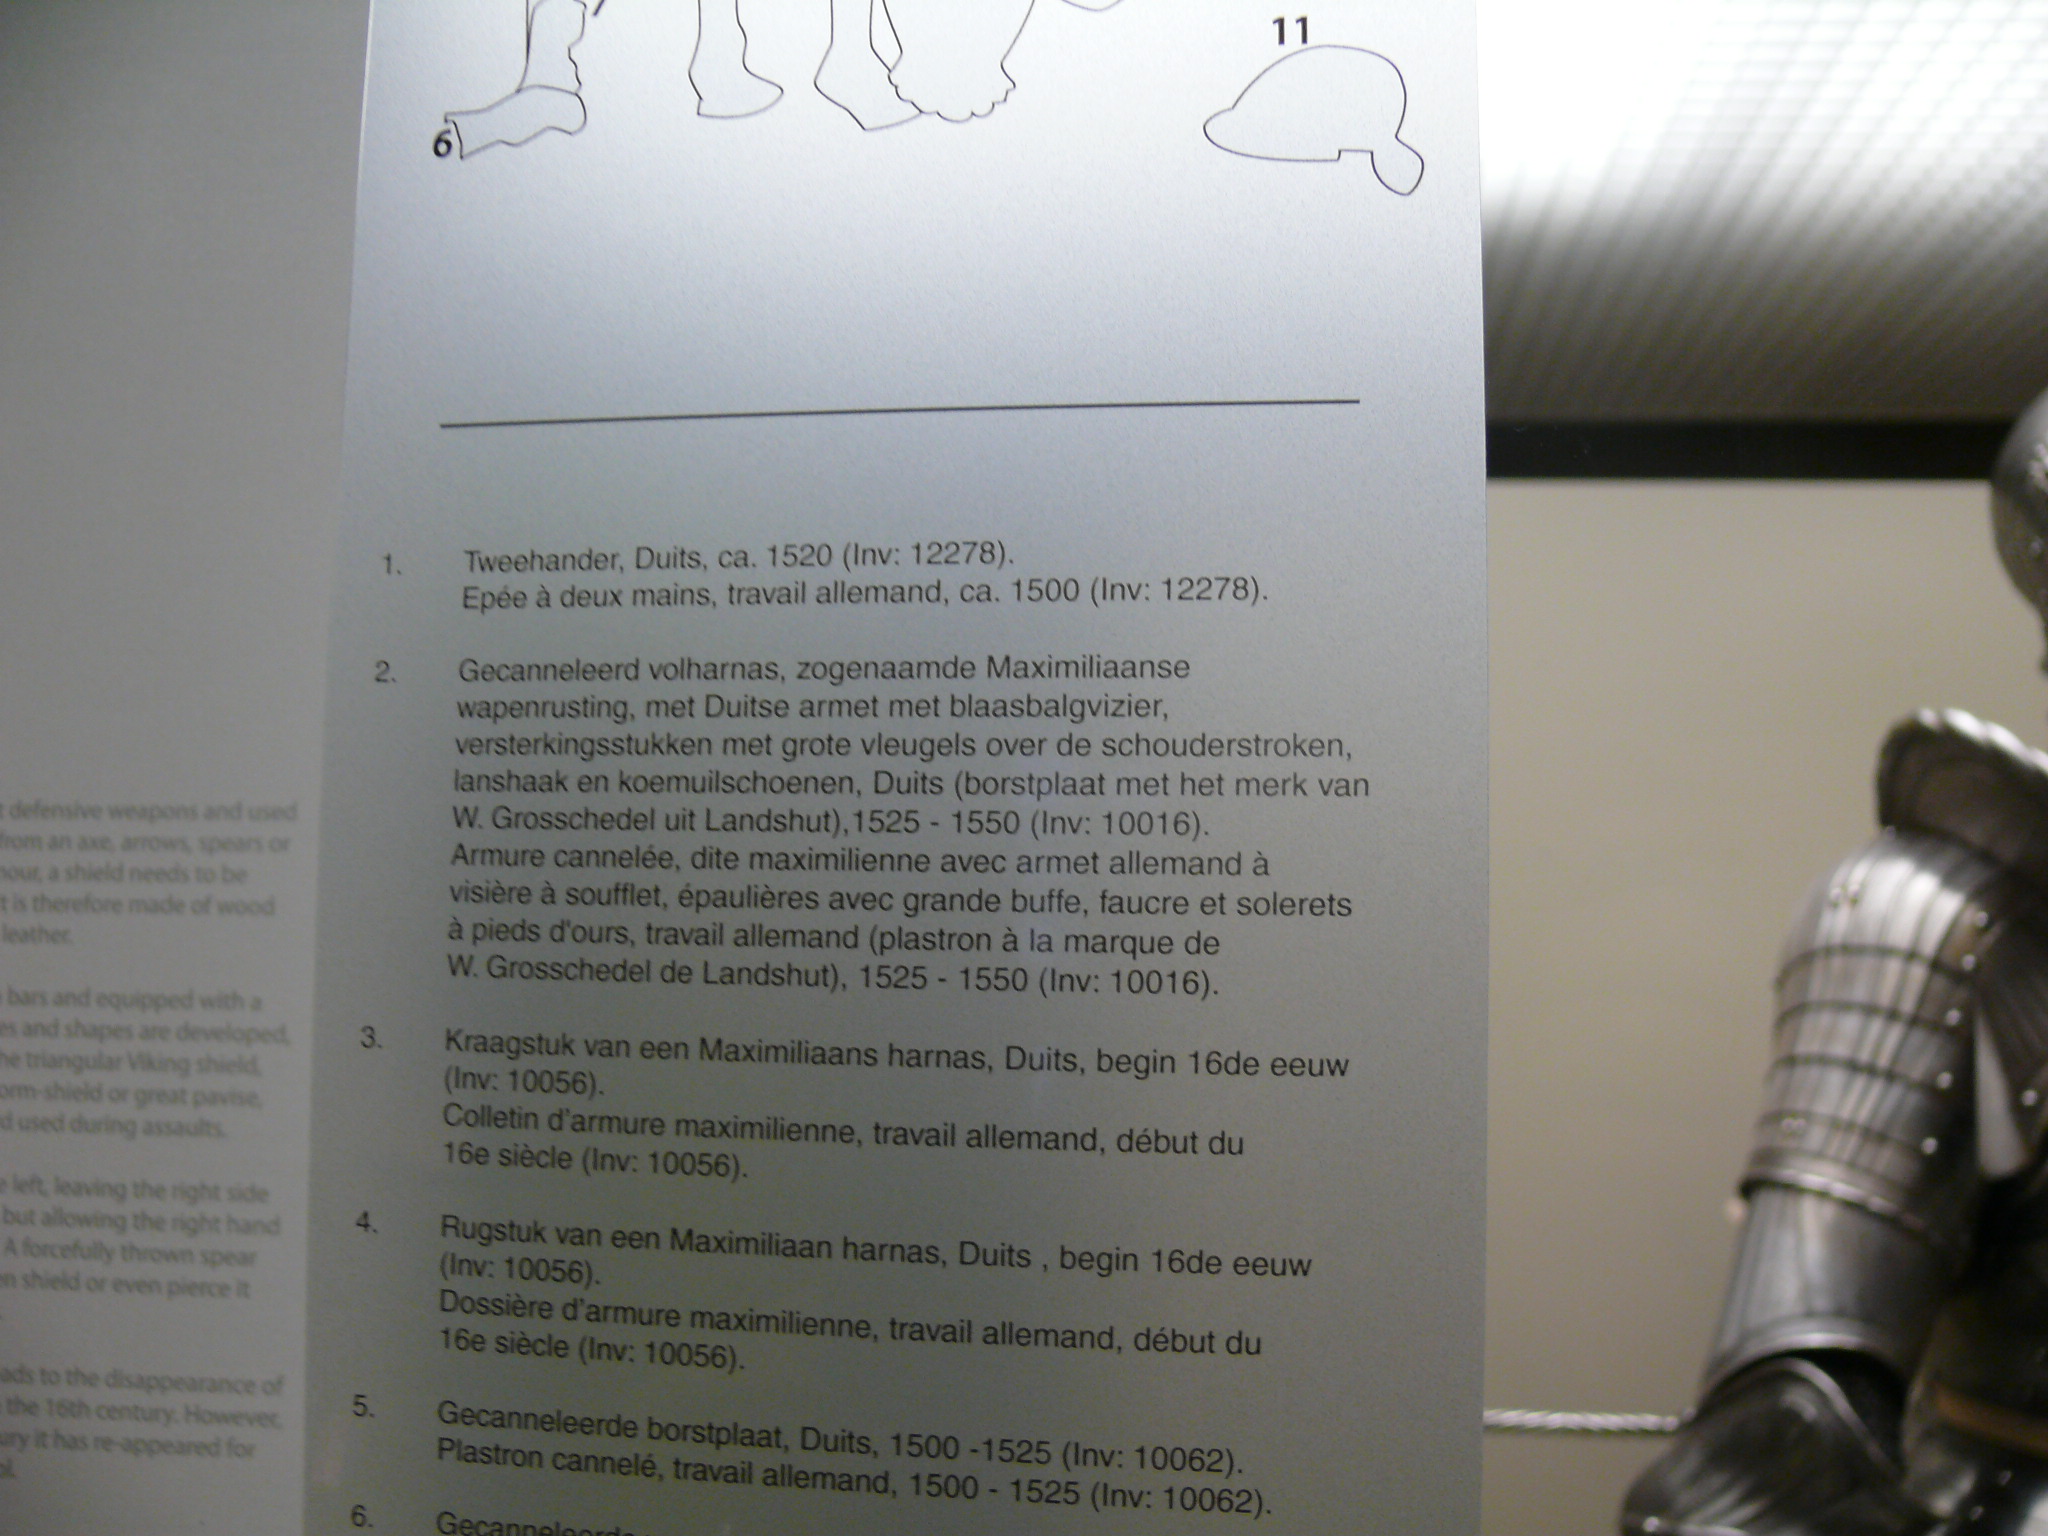 11
6
1. Tweehander, Duits, ca. 1520 (Inv: 12278).
Epée à deux mains, travail allemand, ca. 1500 (Inv: 12278).
2. Gecanneleerd volharnas, zogenaamde Maximiliaanse
wapenrusting, met Duitse armet met blaasbalgvizier,
versterkingsstukken met grote vleugels over de schouderstroken,
lanshaak en koemuilschoenen, Duits (borstplaat met het merk van
W. Grosschedel uit Landshut),1525 - 1550 (Inv: 10016).
Armure cannelée, dite maximilienne avec armet allemand à
visière à soufflet, épaulières avec grande buffe, faucre et solerets
à pieds d'ours, travail allemand (plastron à la marque de
W. Grosschedel de Landshut), 1525 - 1550 (Inv: 10016).
3. Kraagstuk van een Maximiliaans harnas, Duits, begin 16de eeuw
(Inv: 10056).
Colletin d'armure maximilienne, travail allemand, début du
16e siècle (Inv: 10056).
4. Rugstuk van een Maximiliaan harnas, Duits , begin 16de eeuw
(Inv: 10056).
Dossière d'armure maximilienne, travail allemand, début du
16e siècle (Inv: 10056).
5. Gecanneleerde borstplaat, Duits, 1500 -1525 (Inv: 10062).
Plastron cannelé, travail allemand, 1500 - 1525 (Inv: 10062).
6. Gecanneleerde
defensive weapons and used
from an axe, arrows, spears or
a shield needs to be
is therefore made of wood
leather.
bars and equipped with a
and shapes are developed,
triangular Viking shield,
or great pavise,
used during assaults.
left, leaving the right side
but allowing the right hand
A forcefully thrown spear
shield or even pierce it
to the disappearance of
the 16th century. However,
it has re-appeared for